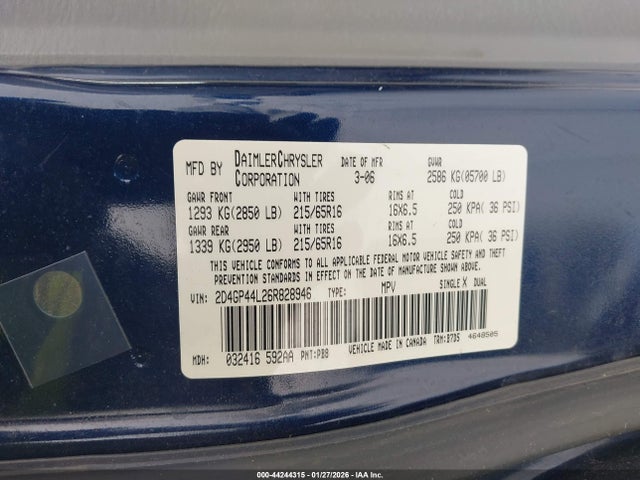 MFD BY DAIMLERCHRYSLER CORPORATION DATE OF MFR 3-06 GVWR 2586 KG(05700 LB)
GAWR FRONT WITH TIRES RIMS AT COLD
1293 KG(2850 LB) 215/65R16 16X6.5 250 KPA( 36 PSI)
GAWR REAR WITH TIRES RIMS AT COLD
1339 KG(2950 LB) 215/65R16 16X6.5 250 KPA( 36 PSI)
THIS VEHICLE CONFORMS TO ALL APPLICABLE FEDERAL MOTOR VEHICLE SAFETY AND THEFT
PREVENTION STANDARDS IN EFFECT ON THE DATE OF MANUFACTURE SHOWN ABOVE.
VIN: 2D4GP44L26R828946 TYPE: MPV SINGLE X DUAL
MDH: 032416 592AA PNT:PB8 VEHICLE MADE IN CANADA TRM:B7D5 4648505
000-44244315 | 01/27/2026 | IAA Inc.